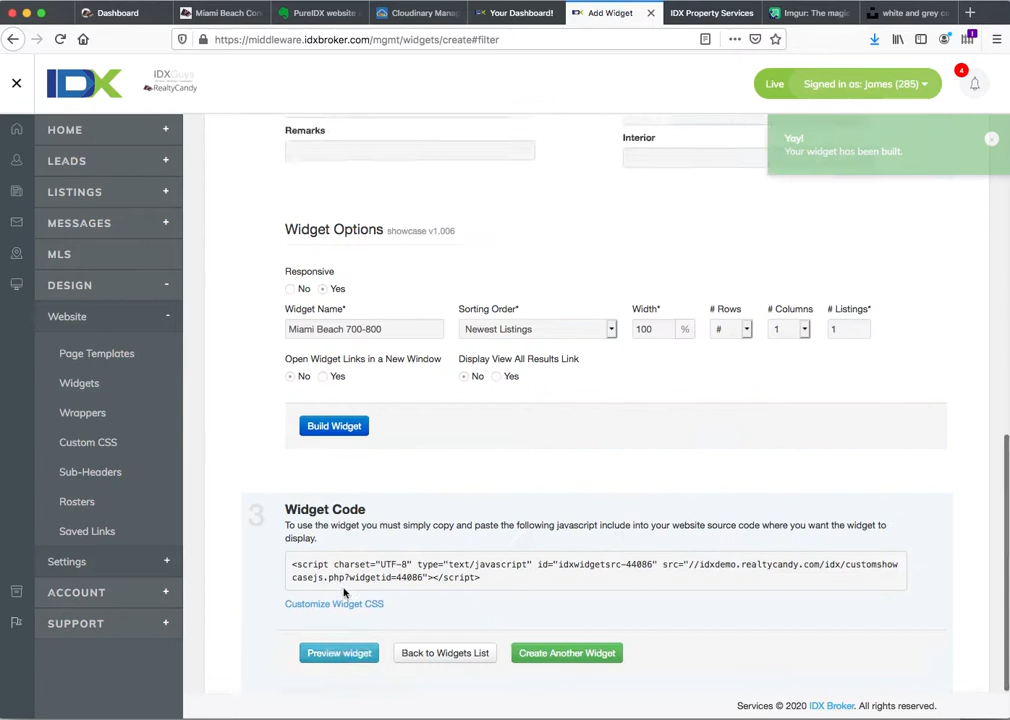 Dashboard
Miami Beach Con
PureIDX website
Cloudinary Manag
Your Dashboard!
Add Widget
IDX Property Services
Imgur: The magic
white and grey ca
https://middleware.idxbroker.com/mgmt/widgets/create#filter
1
IDX
IDXGuys
RealtyCandy
Live
Signed in as: James (285)
4
HOME +
LEADS +
LISTINGS +
MESSAGES +
MLS
DESIGN -
Website -
Page Templates
Widgets
Wrappers
Custom CSS
Sub-Headers
Rosters
Saved Links
Settings +
ACCOUNT +
SUPPORT +
Remarks
Interior
Yay!
Your widget has been built.
Widget Options showcase v1.006
Responsive
No Yes
Widget Name* Sorting Order* Width* # Rows # Columns # Listings*
Miami Beach 700-800 Newest Listings 100 % # 1 1
Open Widget Links in a New Window Display View All Results Link
No Yes No Yes
Build Widget
3
Widget Code
To use the widget you must simply copy and paste the following javascript include into your website source code where you want the widget to
display.
<script charset="UTF-8" type="text/javascript" id="idxwidgetsrc-44086" src="//idxdemo.realtycandy.com/idx/customshow
casejs.php?widgetid=44086"></script>
Customize Widget CSS
Preview widget Back to Widgets List Create Another Widget
Services © 2020 IDX Broker. All rights reserved.